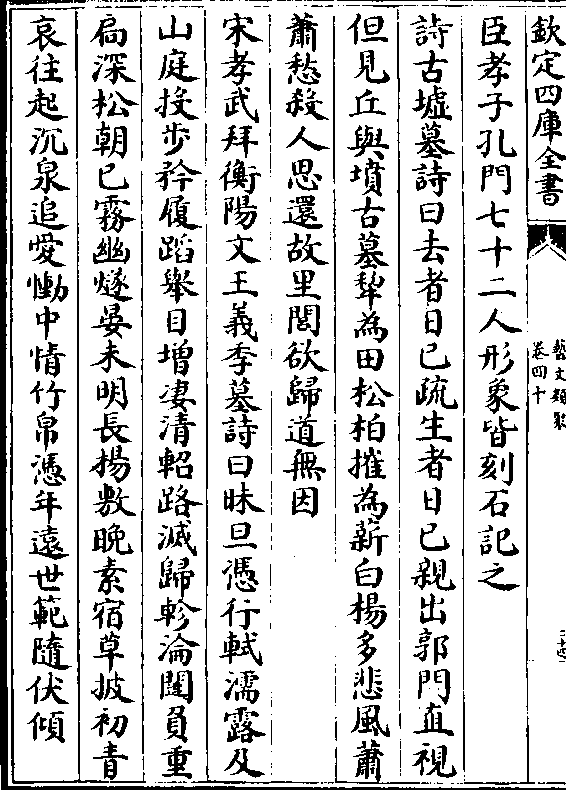 欽定四庫全書
藝文類聚
卷四十
臣孝子孔門七十二人形象皆刻石記之
詩古墟墓詩曰去者日已疏生者日已親出郭門直視
但見丘與墳古墓犂為田松柏摧為薪白楊多悲風蕭
蕭愁殺人思還故里閭欲歸道無因
宋孝武拜衡陽文王義季墓詩曰昧旦憑行軾濡露及
山庭投步矜履蹈舉目增凄清軺路滅歸軫淪闥負重
扃深松朝已霧幽燧晏未明長楊敷晚素宿草披初青
哀往起沉泉追愛慟中情竹帛憑年遠世範隨伏傾